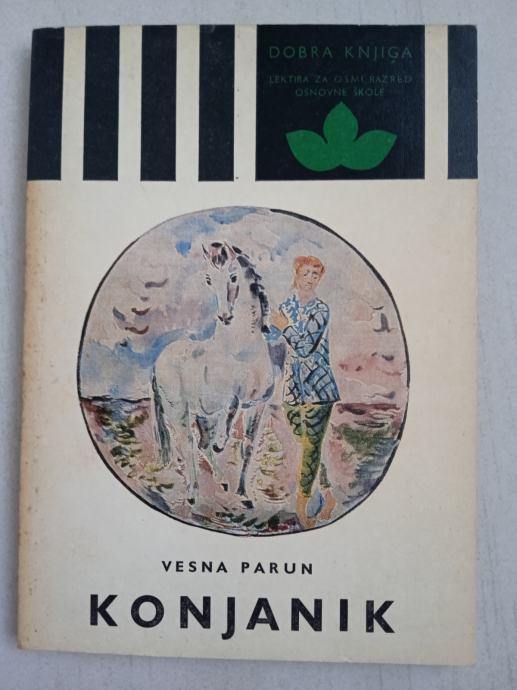 DOBRA KNJIGA
LEKTIRA ZA OSMI RAZRED
OSNOVNE ŠKOLE
VESNA PARUN
KONJANIK